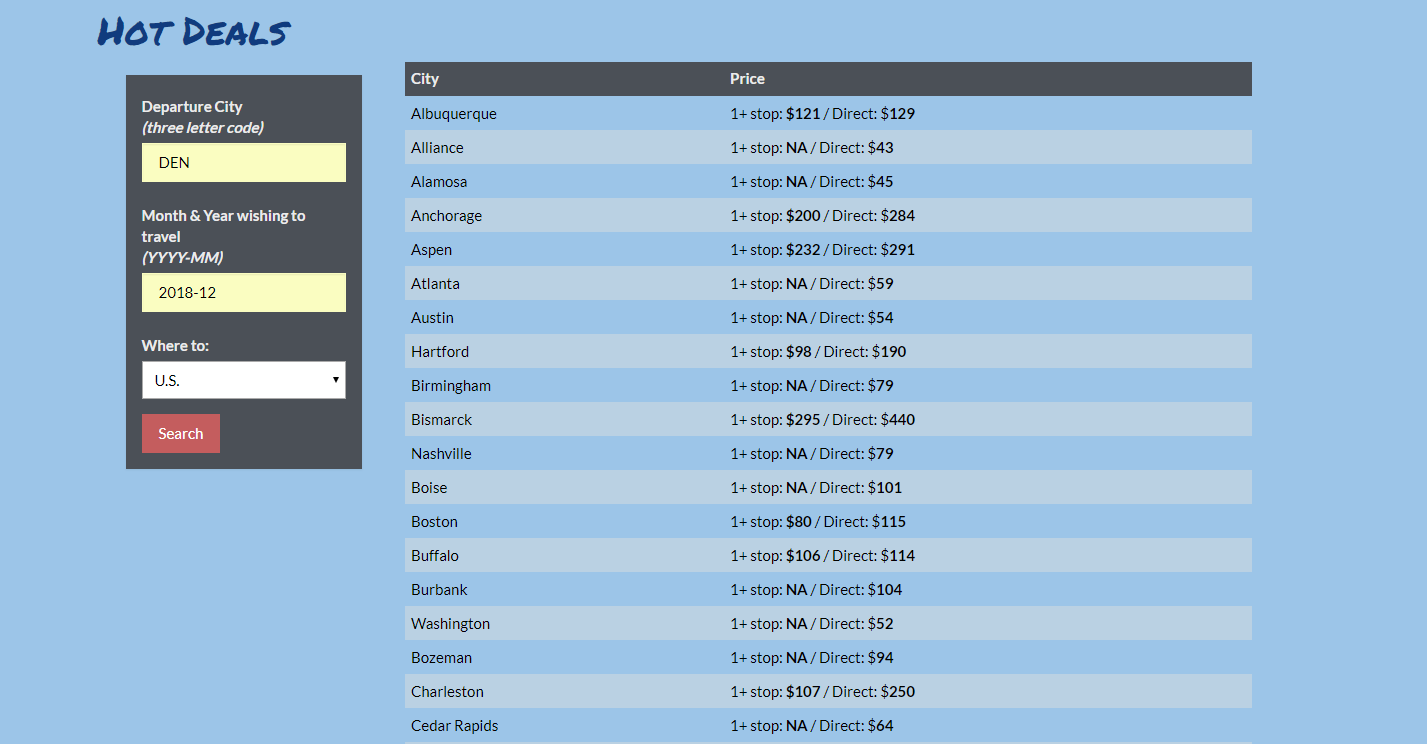 Hot Deals
Departure City
(three letter code)
DEN
Month & Year wishing to
travel
(YYYY-MM)
2018-12
Where to:
U.S.
Search
City Price
Albuquerque 1+ stop: $121 / Direct: $129
Alliance 1+ stop: NA / Direct: $43
Alamosa 1+ stop: NA / Direct: $45
Anchorage 1+ stop: $200 / Direct: $284
Aspen 1+ stop: $232 / Direct: $291
Atlanta 1+ stop: NA / Direct: $59
Austin 1+ stop: NA / Direct: $54
Hartford 1+ stop: $98 / Direct: $190
Birmingham 1+ stop: NA / Direct: $79
Bismarck 1+ stop: $295 / Direct: $440
Nashville 1+ stop: NA / Direct: $79
Boise 1+ stop: NA / Direct: $101
Boston 1+ stop: $80 / Direct: $115
Buffalo 1+ stop: $106 / Direct: $114
Burbank 1+ stop: NA / Direct: $104
Washington 1+ stop: NA / Direct: $52
Bozeman 1+ stop: NA / Direct: $94
Charleston 1+ stop: $107 / Direct: $250
Cedar Rapids 1+ stop: NA / Direct: $64